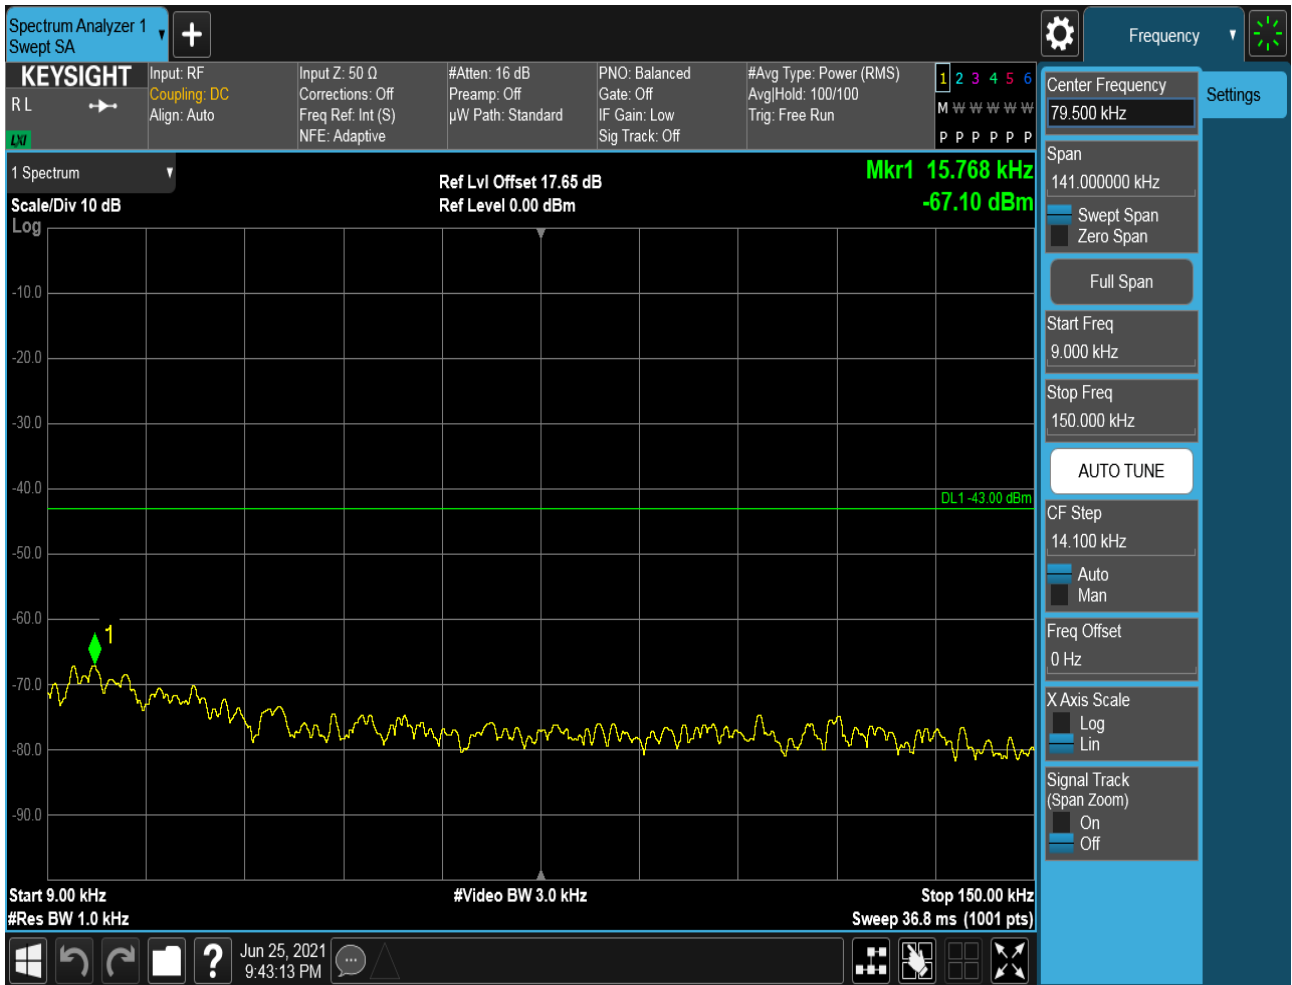 Spectrum Analyzer 1
Swept SA
Frequency
KEYSIGHT
R L
LXI
Input: RF
Coupling: DC
Align: Auto
Input Z: 50 Ω
Corrections: Off
Freq Ref: Int (S)
NFE: Adaptive
#Atten: 16 dB
Preamp: Off
µW Path: Standard
PNO: Balanced
Gate: Off
IF Gain: Low
Sig Track: Off
#Avg Type: Power (RMS)
Avg|Hold: 100/100
Trig: Free Run
1 2 3 4 5 6
M W W W W W
P P P P P P
1 Spectrum
Scale/Div 10 dB
Log
Ref Lvl Offset 17.65 dB
Ref Level 0.00 dBm
Mkr1 15.768 kHz
-67.10 dBm
-10.0
-20.0
-30.0
-40.0
DL1 -43.00 dBm
-50.0
-60.0
1
-70.0
-80.0
-90.0
Start 9.00 kHz
#Res BW 1.0 kHz
#Video BW 3.0 kHz
Stop 150.00 kHz
Sweep 36.8 ms (1001 pts)
Center Frequency
79.500 kHz
Settings
Span
141.000000 kHz
Swept Span
Zero Span
Full Span
Start Freq
9.000 kHz
Stop Freq
150.000 kHz
AUTO TUNE
CF Step
14.100 kHz
Auto
Man
Freq Offset
0 Hz
X Axis Scale
Log
Lin
Signal Track
(Span Zoom)
On
Off
?
Jun 25, 2021
9:43:13 PM